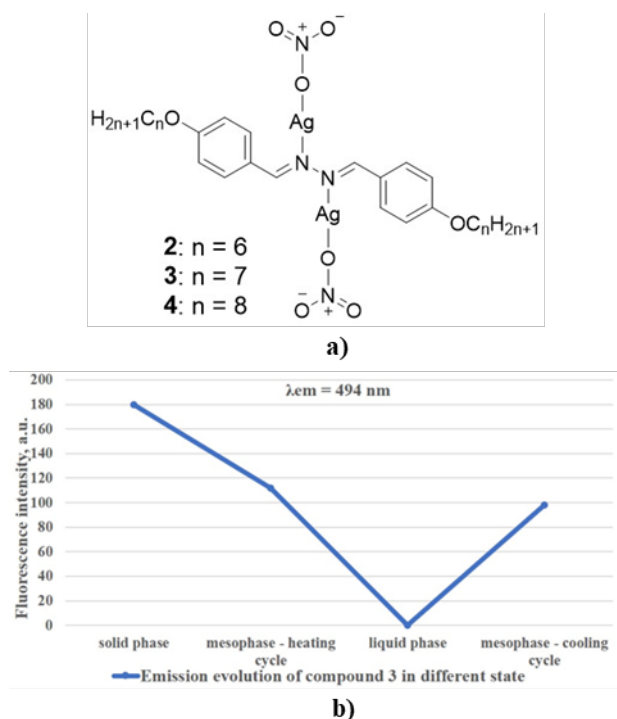 O N+ O−
O
Ag
H2n+1CnO
N
N
Ag
OCnH2n+1
O
O− N+ O
2: n = 6
3: n = 7
4: n = 8
a)
200
λem = 494 nm
180
160
140
120
100
80
60
40
20
0
Fluorescence intensity, a.u.
solid phase
mesophase - heating
cycle
liquid phase
mesophase - cooling
cycle
Emission evolution of compound 3 in different state
b)